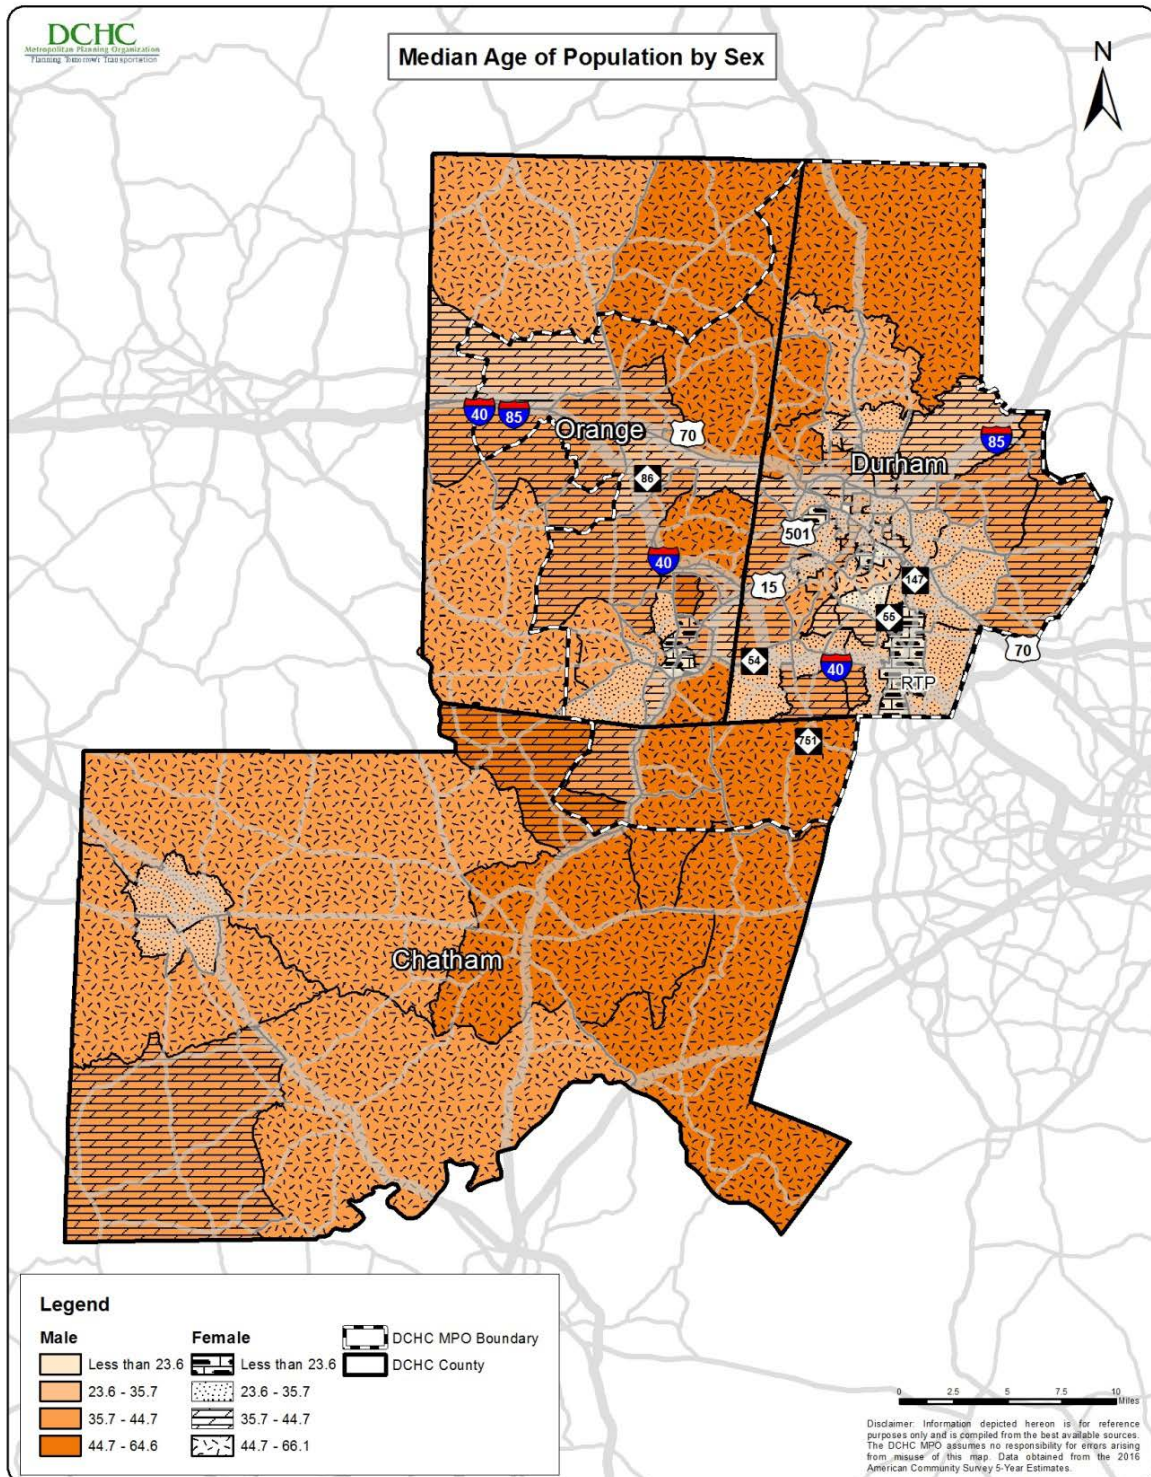 DCHC
Metropolitan Planning Organization
Planning Tomorrow's Transportation
Median Age of Population by Sex
N
40
85
Orange
70
86
Durham
85
501
40
15
147
55
54
40
RTP
70
751
Chatham
Legend
Male
Less than 23.6
23.6 - 35.7
35.7 - 44.7
44.7 - 64.6
Female
Less than 23.6
23.6 - 35.7
35.7 - 44.7
44.7 - 66.1
DCHC MPO Boundary
DCHC County
0 2.5 5 7.5 10
Miles
Disclaimer: Information depicted hereon is for reference
purposes only and is compiled from the best available sources.
The DCHC MPO assumes no responsibility for errors arising
from misuse of this map. Data obtained from the 2016
American Community Survey 5-Year Estimates.